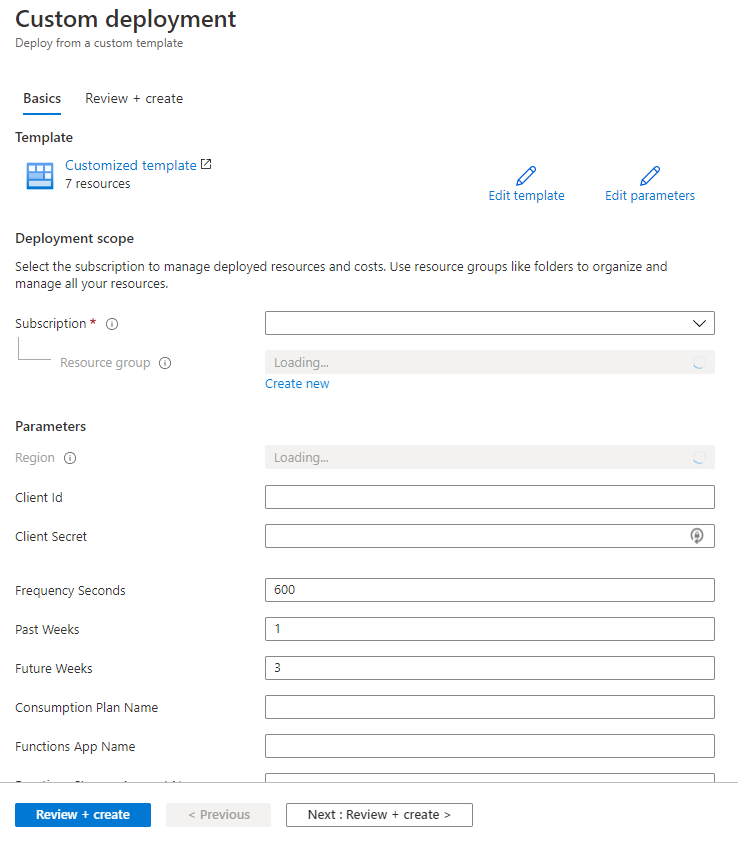 Custom deployment
Deploy from a custom template
Basics Review + create
Template
Customized template
7 resources
Edit template Edit parameters
Deployment scope
Select the subscription to manage deployed resources and costs. Use resource groups like folders to organize and
manage all your resources.
Subscription *
Resource group Loading...
Create new
Parameters
Region Loading...
Client Id
Client Secret
Frequency Seconds 600
Past Weeks 1
Future Weeks 3
Consumption Plan Name
Functions App Name
Review + create < Previous Next : Review + create >